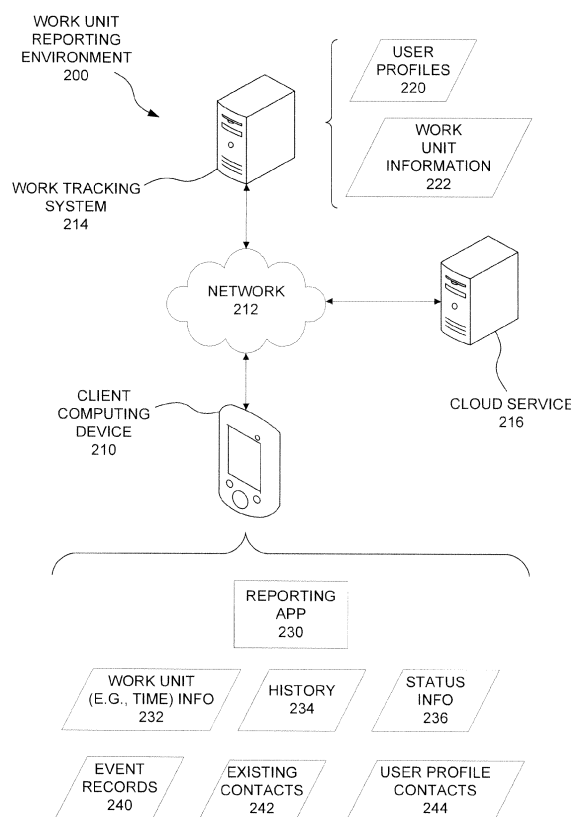 WORK UNIT
REPORTING
ENVIRONMENT
200
USER
PROFILES
220
WORK
UNIT
INFORMATION
222
WORK TRACKING
SYSTEM
214
NETWORK
212
CLOUD SERVICE
216
CLIENT
COMPUTING
DEVICE
210
REPORTING
APP
230
WORK UNIT
(E.G., TIME) INFO
232
HISTORY
234
STATUS
INFO
236
EVENT
RECORDS
240
EXISTING
CONTACTS
242
USER PROFILE
CONTACTS
244